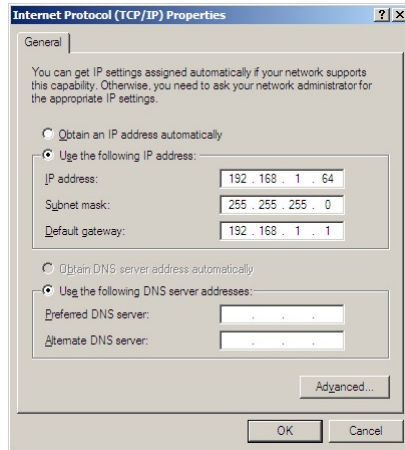 Internet Protocol (TCP/IP) Properties
General
You can get IP settings assigned automatically if your network supports
this capability. Otherwise, you need to ask your network administrator for
the appropriate IP settings.
Obtain an IP address automatically
Use the following IP address:
IP address: 192 . 168 . 1 . 64
Subnet mask: 255 . 255 . 255 . 0
Default gateway: 192 . 168 . 1 . 1
Obtain DNS server address automatically
Use the following DNS server addresses:
Preferred DNS server: . . .
Alternate DNS server: . . .
Advanced...
OK Cancel